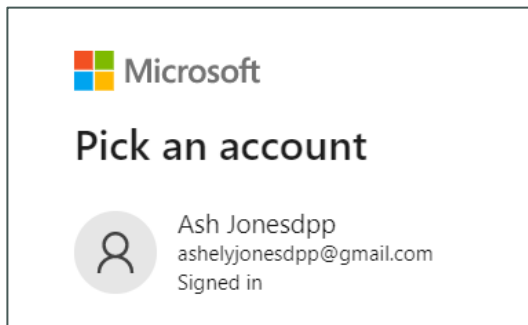 Microsoft
Pick an account
Ash Jonesdpp
ashelyjonesdpp@gmail.com
Signed in